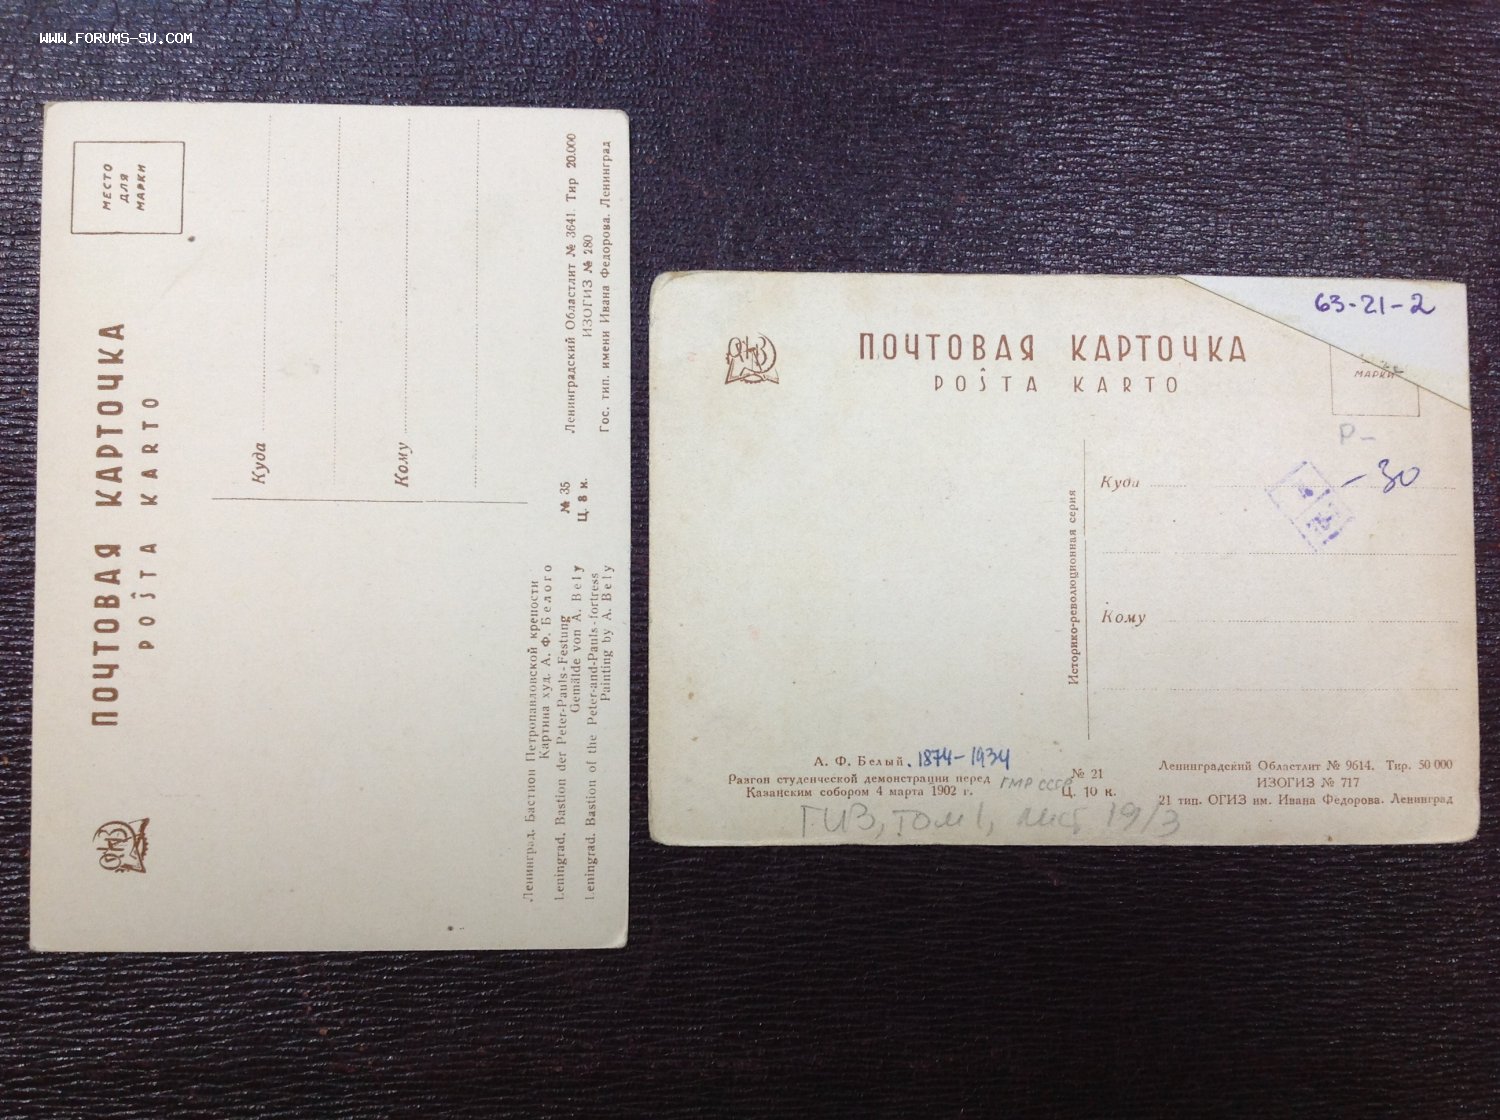 WWW.FORUMS-SU.COM
МЕСТО
ДЛЯ
МАРКИ
ПОЧТОВАЯ КАРТОЧКА
POŜTA KARTO
Куда
Кому
Ленинград. Бастион Петропавловской крепости
Картина худ. А. Ф. Белого
Leningrad. Bastion der Peter-Pauls-Festung
Gemälde von A. Bely
Leningrad. Bastion of the Peter-and-Pauls-fortress
Painting by A. Bely
№ 35
Ц. 8 к.
Ленинградский Областлит № 3641. Тир 20.000
ИЗОГИЗ № 280
Гос. тип. имени Ивана Федорова. Ленинград
63-21-2
ПОЧТОВАЯ КАРТОЧКА
POŜTA KARTO
МАРКИ
Р-
Куда
-30
Историко-революционная серия
Кому
А. Ф. Белый. 1874-1934
Разгон студенческой демонстрации перед
Казанским собором 4 марта 1902 г.
ГМР СССР
№ 21
Ц. 10 к.
Ленинградский Областлит № 9614. Тир. 50 000
ИЗОГИЗ № 717
21 тип. ОГИЗ им. Ивана Федорова. Ленинград
ГИЗ, том 1, лист 19/3